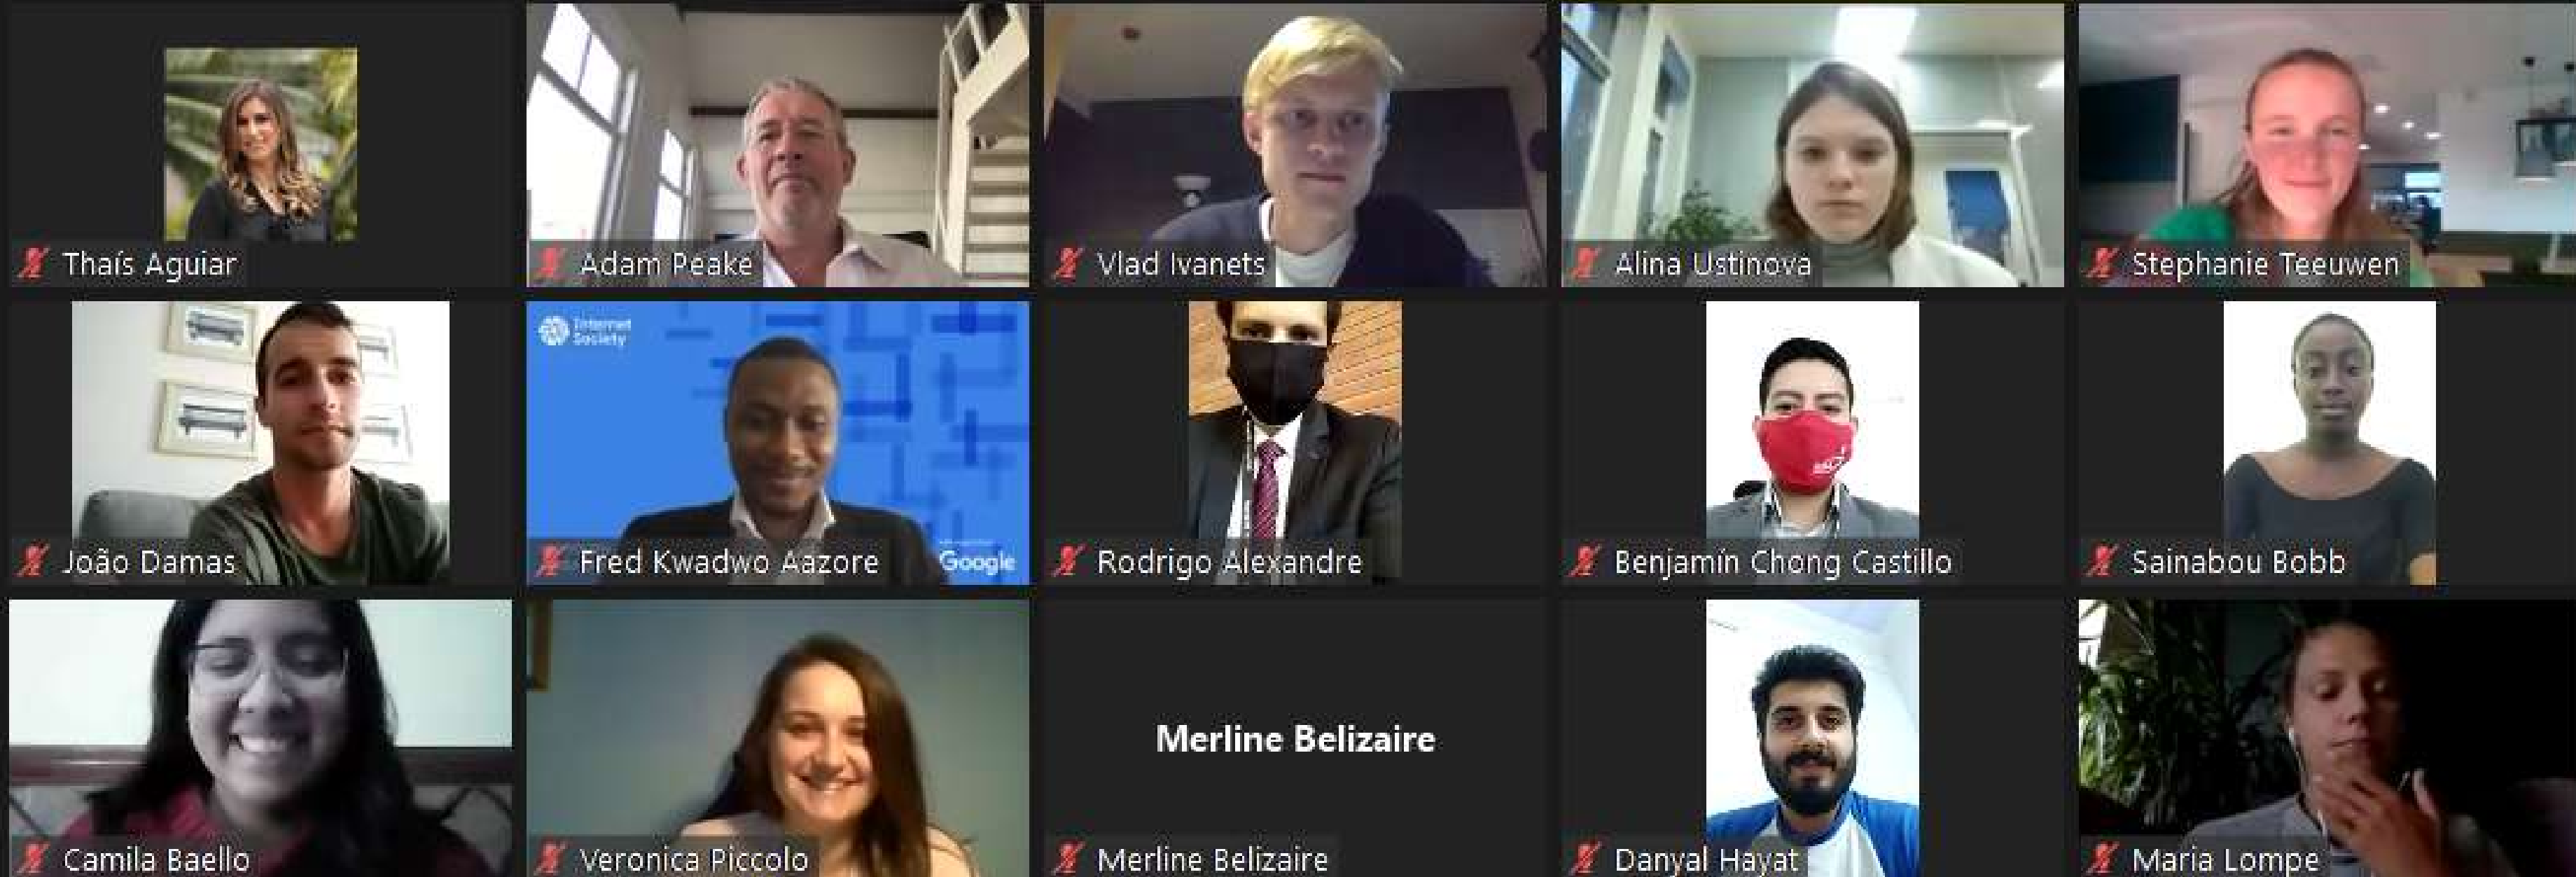 Thaís Aguiar
Adam Peake
Vlad Ivanets
Alina Ustinova
Stephanie Teeuwen
Internet
Society
João Damas
Fred Kwadwo Aazore
Google
Rodrigo Alexandre
Benjamín Chong Castillo
Sainabou Bobb
Camila Baello
Veronica Piccolo
Merline Belizaire
Merline Belizaire
Danyal Hayat
Maria Lompe